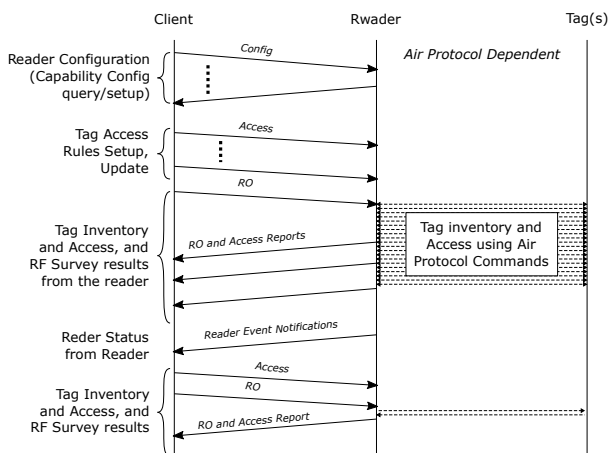 Client
Rwader
Tag(s)
Reader Configuration
(Capability Config
query/setup)
Config
Air Protocol Dependent
Tag Access
Rules Setup,
Update
Access
RO
Tag Inventory
and Access, and
RF Survey results
from the reader
RO and Access Reports
Tag inventory and
Access using Air
Protocol Commands
Reder Status
from Reader
Reader Event Notifications
Tag Inventory
and Access, and
RF Survey results
Access
RO
RO and Access Report